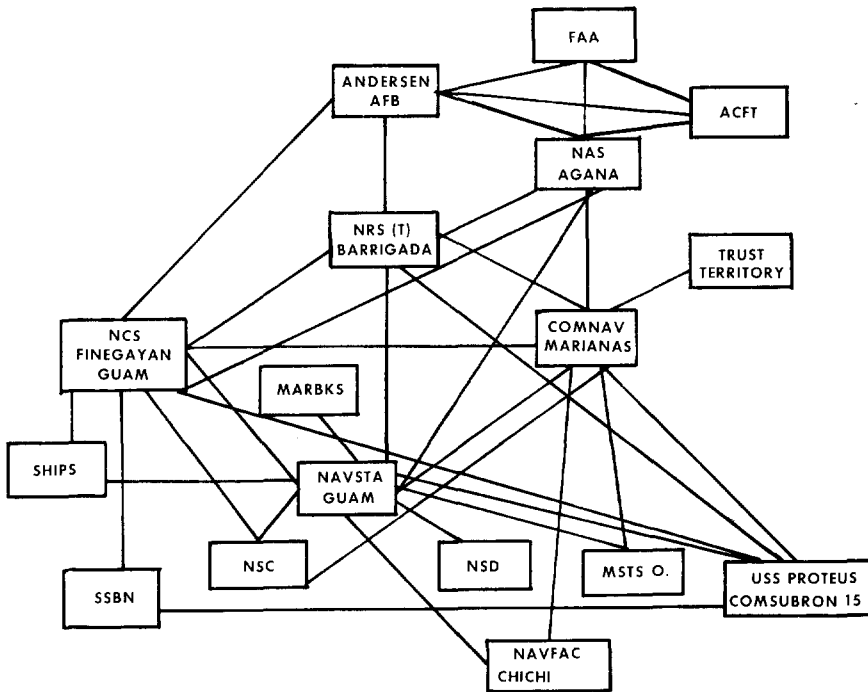 FAA
ANDERSEN
AFB
ACFT
NAS
AGANA
NRS (T)
BARRIGADA
TRUST
TERRITORY
NCS
FINEGAYAN
GUAM
COMNAV
MARIANAS
MARBKS
SHIPS
NAVSTA
GUAM
NSC
NSD
MSTS O.
SSBN
USS PROTEUS
COMSUBRON 15
NAVFAC
CHICHI